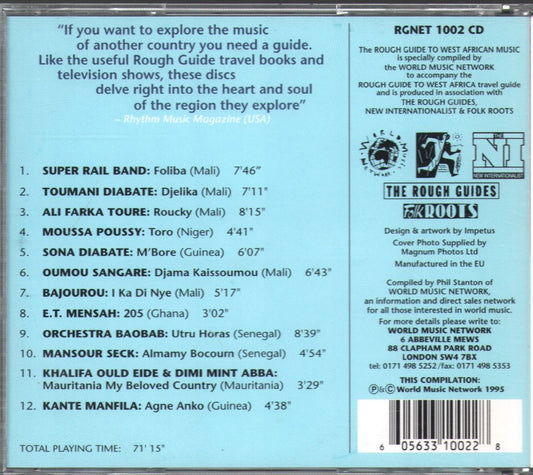 "If you want to explore the music
of another country you need a guide.
Like the useful Rough Guide travel books and
television shows, these discs
delve right into the heart and soul
of the region they explore"
– Rhythm Music Magazine (USA)
1. SUPER RAIL BAND: Foliba (Mali) 7'46"
2. TOUMANI DIABATE: Djelika (Mali) 7'11"
3. ALI FARKA TOURE: Roucky (Mali) 8'15"
4. MOUSSA POUSSY: Toro (Niger) 4'41"
5. SONA DIABATE: M'Bore (Guinea) 6'07"
6. OUMOU SANGARE: Djama Kaissoumou (Mali) 6'43"
7. BAJOUROU: I Ka Di Nye (Mali) 5'17"
8. E.T. MENSAH: 205 (Ghana) 3'02"
9. ORCHESTRA BAOBAB: Utru Horas (Senegal) 8'39"
10. MANSOUR SECK: Almamy Bocourn (Senegal) 4'54"
11. KHALIFA OULD EIDE & DIMI MINT ABBA:
Mauritania My Beloved Country (Mauritania) 3'29"
12. KANTE MANFILA: Agne Anko (Guinea) 4'38"
TOTAL PLAYING TIME: 71' 15"
RGNET 1002 CD
The ROUGH GUIDE TO WEST AFRICAN MUSIC
is specially compiled by
the WORLD MUSIC NETWORK
to accompany the
ROUGH GUIDE TO WEST AFRICA travel guide
and is produced in association with
THE ROUGH GUIDES,
NEW INTERNATIONALIST & FOLK ROOTS
WORLD MUSIC NETWORK
THE NI
NEW INTERNATIONALIST
THE ROUGH GUIDES
Folk ROOTS
Design & artwork by Impetus
Cover Photo Supplied by
Magnum Photos Ltd
Manufactured in the EU
Compiled by Phil Stanton of
WORLD MUSIC NETWORK,
an information and direct sales network
for all those interested in world music.
For more details please write to:
WORLD MUSIC NETWORK
6 ABBEVILLE MEWS
88 CLAPHAM PARK ROAD
LONDON SW4 7BX
tel: 0171 498 5252 /fax: 0171 498 5353
THIS COMPILATION:
℗&© World Music Network 1995
6 05633 10022 8